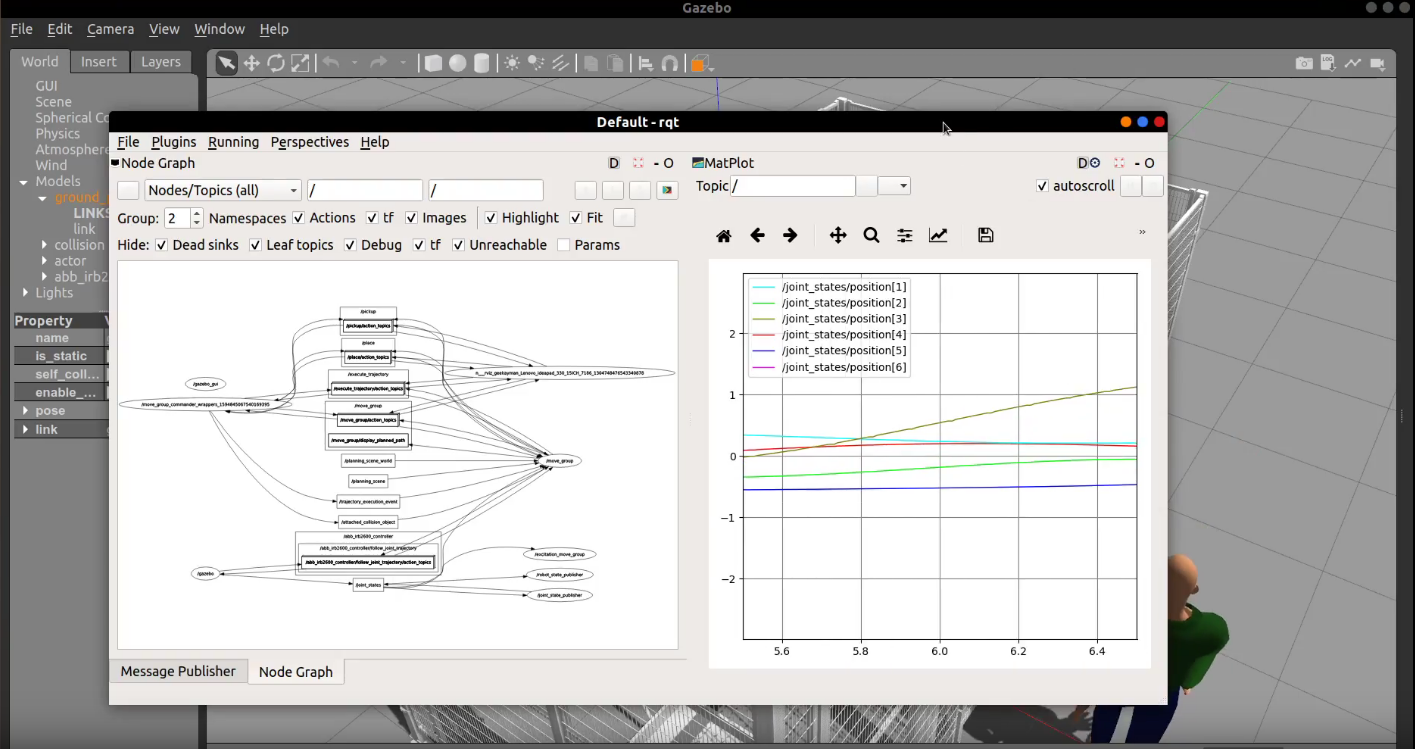 Gazebo
File Edit Camera View Window Help
World Insert Layers
GUI
Scene
Spherical Co
Physics
Atmosphere
Wind
Models
ground_
LINKS
link
collision
actor
abb_irb2
Lights
Property
name
is_static
self_coll...
enable_...
pose
link
Default - rqt
File Plugins Running Perspectives Help
Node Graph
D
- O
Nodes/Topics (all) / /
Group: 2 Namespaces Actions tf Images Highlight Fit
Hide: Dead sinks Leaf topics Debug tf Unreachable Params
/pickup
/pickup/action_topics
/place
/place/action_topics
/execute_trajectory
/execute_trajectory/action_topics
/gazebo_gui
/move_group
/move_group/action_topics
/move_group/display_planned_path
/planning_scene_world
/move_group
/planning_scene
/trajectory_execution_event
/attached_collision_object
/abb_irb2600_controller
/abb_irb2600_controller/follow_joint_trajectory
/abb_irb2600_controller/follow_joint_trajectory/action_topics
/gazebo
/joint_states
/robot_state_publisher
/joint_state_publisher
Message Publisher Node Graph
MatPlot
D
- O
Topic /
autoscroll
»
/joint_states/position[1]
/joint_states/position[2]
/joint_states/position[3]
/joint_states/position[4]
/joint_states/position[5]
/joint_states/position[6]
2
1
0
−1
−2
5.6 5.8 6.0 6.2 6.4